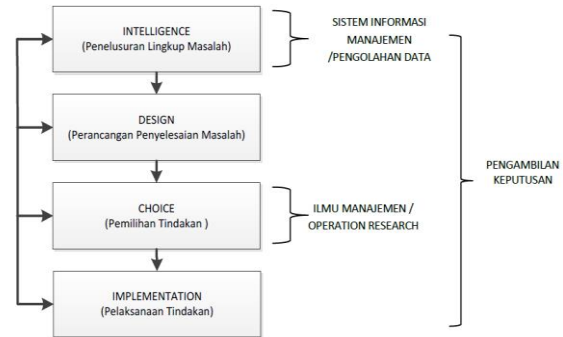 INTELLIGENCE
(Penelusuran Lingkup Masalah)
SISTEM INFORMASI
MANAJEMEN
/PENGOLAHAN DATA
DESIGN
(Perancangan Penyelesaian Masalah)
PENGAMBILAN
KEPUTUSAN
CHOICE
(Pemilihan Tindakan )
ILMU MANAJEMEN /
OPERATION RESEARCH
IMPLEMENTATION
(Pelaksanaan Tindakan)